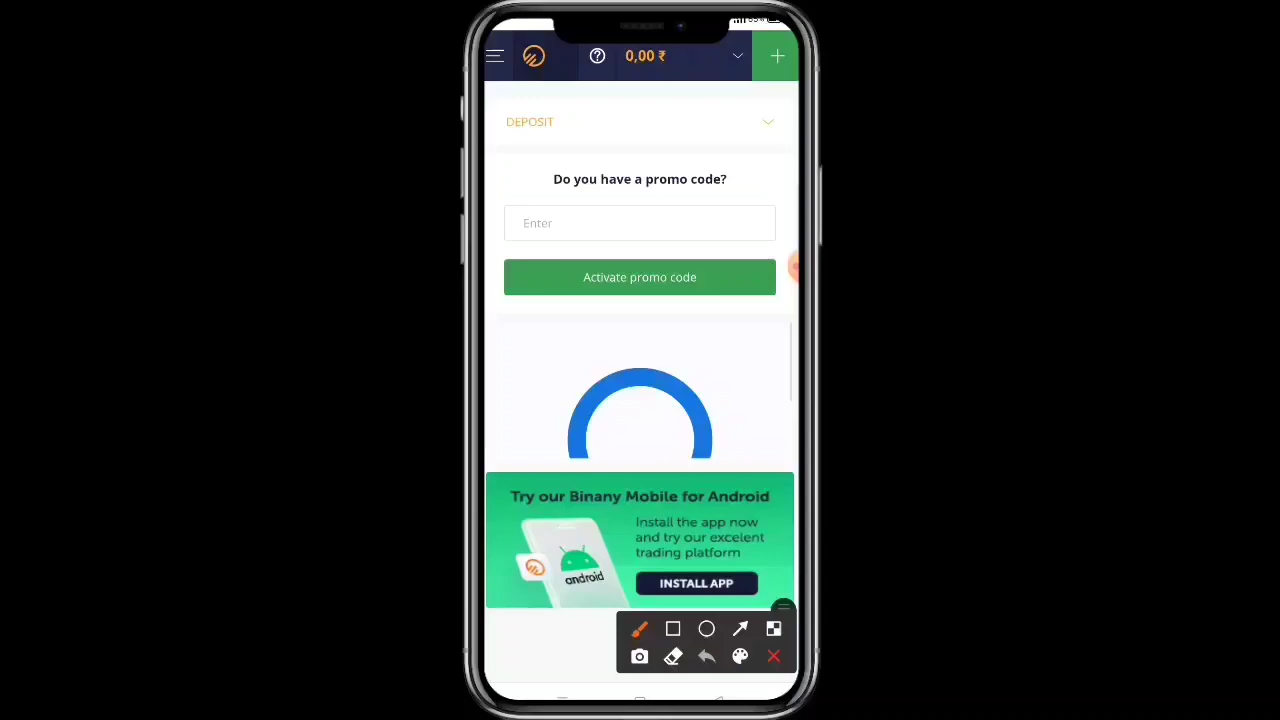 0,00 ₹
DEPOSIT
Do you have a promo code?
Enter
Activate promo code
Try our Binany Mobile for Android
Install the app now
and try our excelent
trading platform
android
INSTALL APP